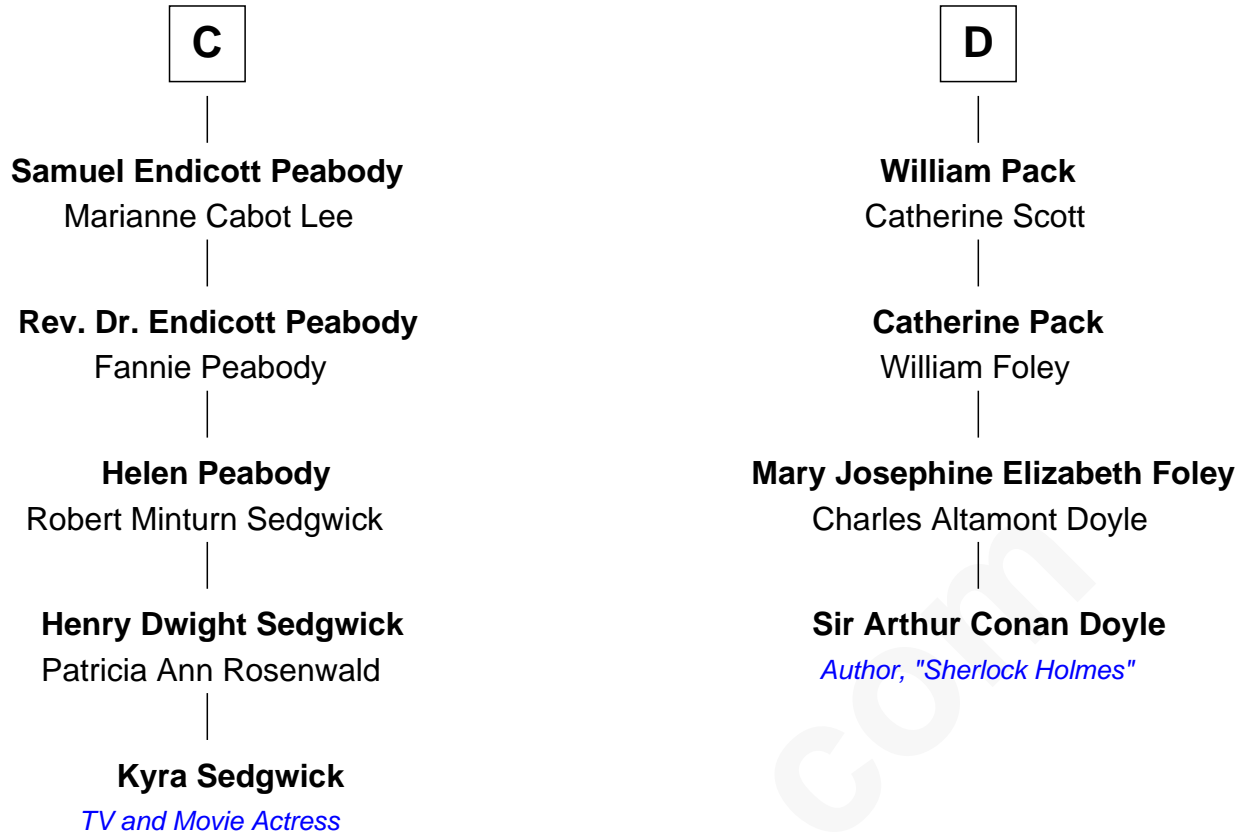 C
Samuel Endicott Peabody
Marianne Cabot Lee
Rev. Dr. Endicott Peabody
Fannie Peabody
Helen Peabody
Robert Minturn Sedgwick
Henry Dwight Sedgwick
Patricia Ann Rosenwald
Kyra Sedgwick
TV and Movie Actress
D
William Pack
Catherine Scott
Catherine Pack
William Foley
Mary Josephine Elizabeth Foley
Charles Altamont Doyle
Sir Arthur Conan Doyle
Author, "Sherlock Holmes"
com